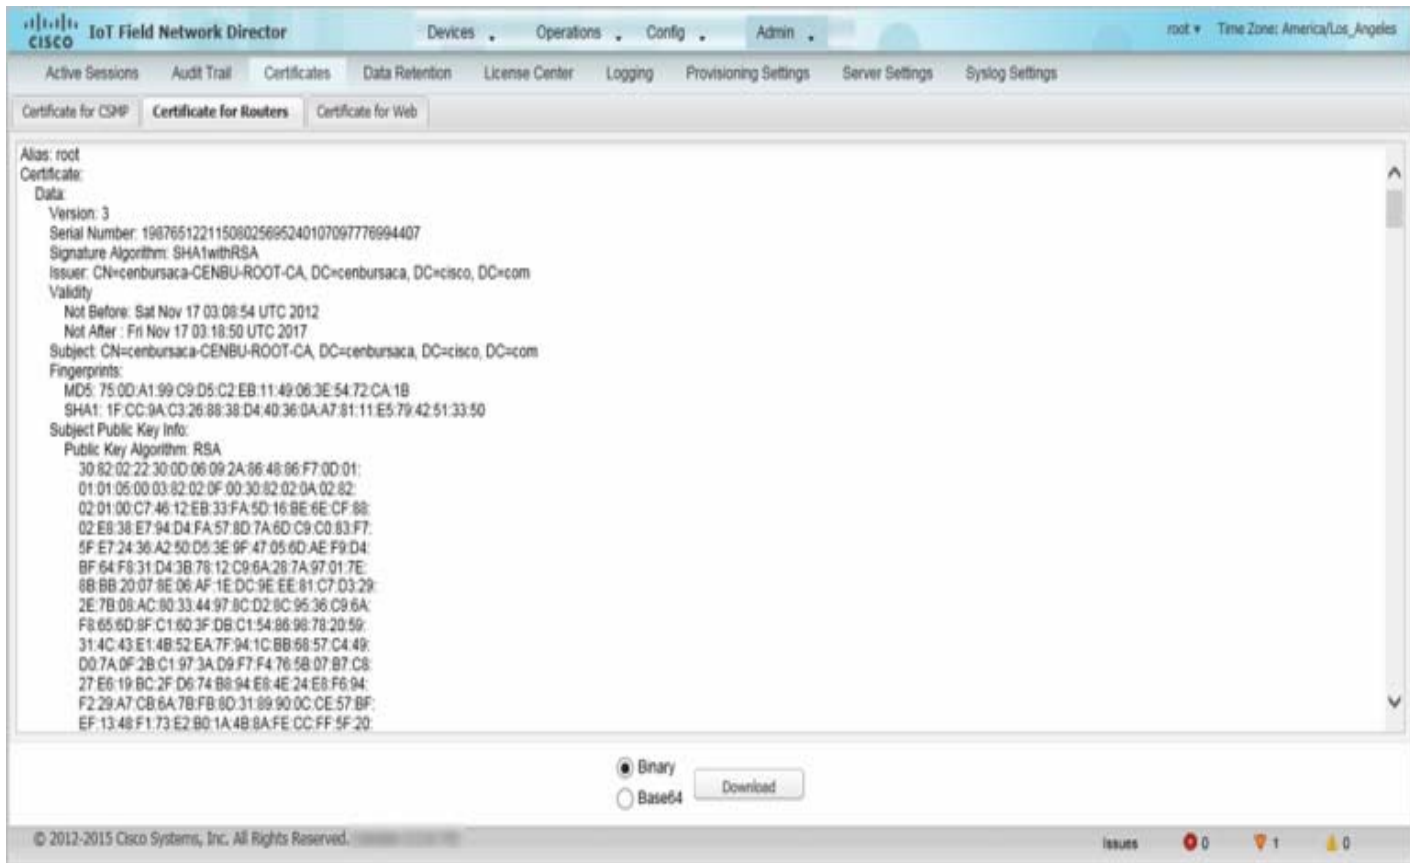 CISCO IoT Field Network Director
Devices Operations Config Admin
root Time Zone: America/Los_Angeles
Active Sessions Audit Trail Certificates Data Retention License Center Logging Provisioning Settings Server Settings Syslog Settings
Certificate for CSMP Certificate for Routers Certificate for Web
Alias: root
Certificate:
Data:
Version: 3
Serial Number: 19876512211508025695240107097776994407
Signature Algorithm: SHA1withRSA
Issuer: CN=cenbursaca-CENBU-ROOT-CA, DC=cenbursaca, DC=cisco, DC=com
Validity
Not Before: Sat Nov 17 03:08:54 UTC 2012
Not After : Fri Nov 17 03:18:50 UTC 2017
Subject: CN=cenbursaca-CENBU-ROOT-CA, DC=cenbursaca, DC=cisco, DC=com
Fingerprints:
MD5: 75:0D:A1:99:C9:D5:C2:EB:11:49:06:3E:54:72:CA:1B
SHA1: 1F:CC:9A:C3:26:88:38:D4:40:36:0A:A7:81:11:E5:79:42:51:33:50
Subject Public Key Info:
Public Key Algorithm: RSA
30:82:02:22:30:0D:06:09:2A:86:48:86:F7:0D:01:
01:01:05:00:03:82:02:0F:00:30:82:02:0A:02:82:
02:01:00:C7:46:12:EB:33:FA:5D:16:BE:6E:CF:88:
02:E8:38:E7:94:D4:FA:57:8D:7A:6D:C9:C0:83:F7:
5F:E7:24:36:A2:50:D5:3E:9F:47:05:6D:AE:F9:D4:
BF:64:F8:31:D4:3B:78:12:C9:6A:28:7A:97:01:7E:
8B:BB:20:07:8E:06:AF:1E:DC:9E:EE:81:C7:D3:29:
2E:7B:08:AC:80:33:44:97:8C:D2:8C:95:36:C9:6A:
F8:65:6D:8F:C1:60:3F:DB:C1:54:86:98:78:20:59:
31:4C:43:E1:4B:52:EA:7F:94:1C:BB:68:57:C4:49:
D0:7A:0F:2B:C1:97:3A:D9:F7:F4:76:5B:07:B7:C8:
27:E6:19:BC:2F:D6:74:B8:94:E8:4E:24:E8:F6:94:
F2:29:A7:CB:6A:7B:FB:8D:31:89:90:0C:CE:57:BF:
EF:13:48:F1:73:E2:B0:1A:4B:8A:FE:CC:FF:5F:20:
Binary
Base64
Download
© 2012-2015 Cisco Systems, Inc. All Rights Reserved.
Issues 0 1 0